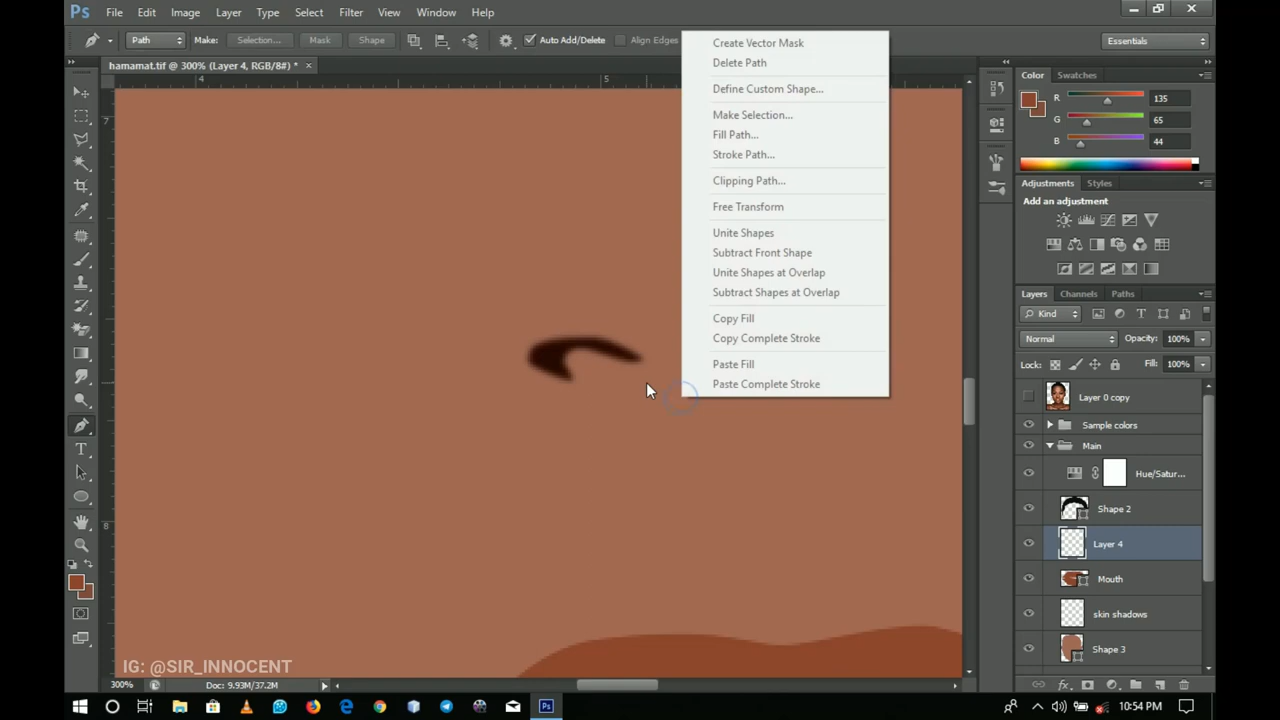 Ps File Edit Image Layer Type Select Filter View Window Help
Path Make: Selection... Mask Shape Auto Add/Delete Align Edges Essentials
hamamat.tif @ 300% (Layer 4, RGB/8#) * ×
4 5
7
8
Create Vector Mask
Delete Path
Define Custom Shape...
Make Selection...
Fill Path...
Stroke Path...
Clipping Path...
Free Transform
Unite Shapes
Subtract Front Shape
Unite Shapes at Overlap
Subtract Shapes at Overlap
Copy Fill
Copy Complete Stroke
Paste Fill
Paste Complete Stroke
Color Swatches
R 135
G 65
B 44
Adjustments Styles
Add an adjustment
Layers Channels Paths
Kind
Normal Opacity: 100%
Lock: Fill: 100%
Layer 0 copy
Sample colors
Main
Hue/Satur...
Shape 2
Layer 4
Mouth
skin shadows
Shape 3
fx
IG: @SIR_INNOCENT
300% Doc: 9.93M/37.2M
Ps 10:54 PM